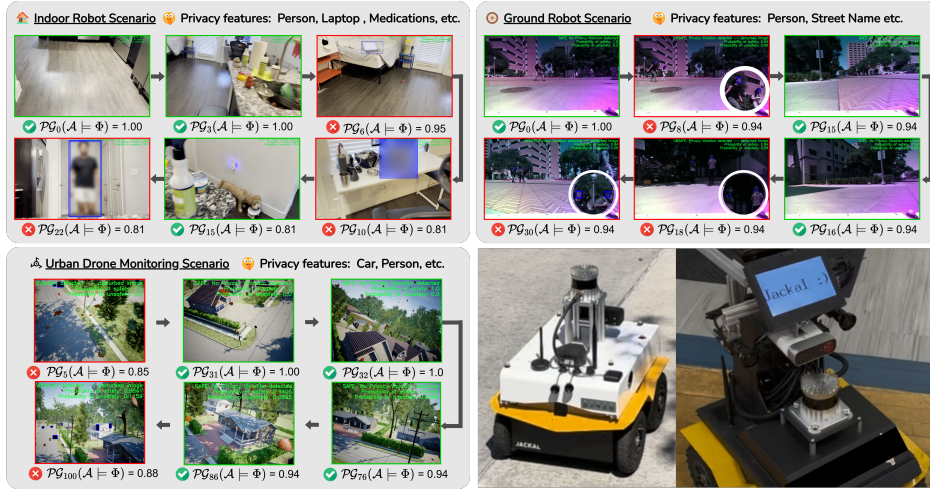 Indoor Robot Scenario Privacy features: Person, Laptop , Medications, etc.
𝒫𝒢₀(𝒜 ⊨ Φ) = 1.00
𝒫𝒢₃(𝒜 ⊨ Φ) = 1.00
𝒫𝒢₆(𝒜 ⊨ Φ) = 0.95
𝒫𝒢₂₂(𝒜 ⊨ Φ) = 0.81
𝒫𝒢₁₅(𝒜 ⊨ Φ) = 0.81
𝒫𝒢₁₀(𝒜 ⊨ Φ) = 0.81
Ground Robot Scenario Privacy features: Person, Street Name etc.
𝒫𝒢₀(𝒜 ⊨ Φ) = 1.00
𝒫𝒢₈(𝒜 ⊨ Φ) = 0.94
𝒫𝒢₁₅(𝒜 ⊨ Φ) = 0.94
𝒫𝒢₃₀(𝒜 ⊨ Φ) = 0.94
𝒫𝒢₁₈(𝒜 ⊨ Φ) = 0.94
𝒫𝒢₁₆(𝒜 ⊨ Φ) = 0.94
Urban Drone Monitoring Scenario Privacy features: Car, Person, etc.
𝒫𝒢₅(𝒜 ⊨ Φ) = 0.85
𝒫𝒢₃₁(𝒜 ⊨ Φ) = 1.00
𝒫𝒢₃₂(𝒜 ⊨ Φ) = 1.0
𝒫𝒢₁₀₀(𝒜 ⊨ Φ) = 0.88
𝒫𝒢₈₆(𝒜 ⊨ Φ) = 0.94
𝒫𝒢₇₆(𝒜 ⊨ Φ) = 0.94
JACKAL
Jackal :)